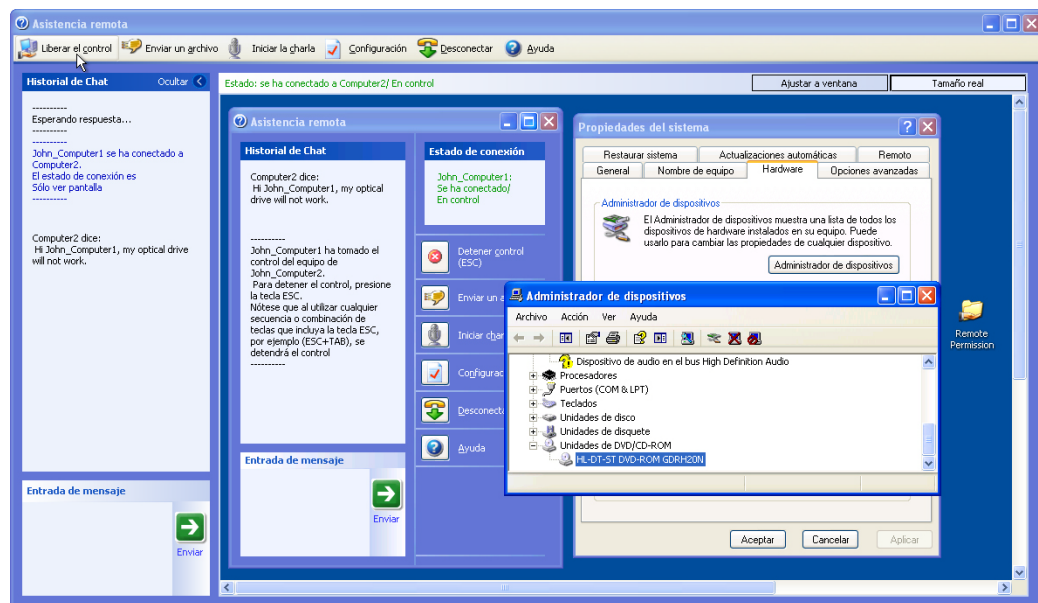 Asistencia remota
Liberar el control
Enviar un archivo
Iniciar la charla
Configuración
Desconectar
Ayuda
Historial de Chat
Ocultar
----------
Esperando respuesta...
----------
----------
John_Computer1 se ha conectado a
Computer2.
El estado de conexión es
Sólo ver pantalla
----------
Computer2 dice:
Hi John_Computer1, my optical drive
will not work.
Entrada de mensaje
Enviar
Estado: se ha conectado a Computer2/ En control
Ajustar a ventana
Tamaño real
Asistencia remota
Historial de Chat
Computer2 dice:
Hi John_Computer1, my optical
drive will not work.
----------
John_Computer1 ha tomado el
control del equipo de
John_Computer2.
Para detener el control, presione
la tecla ESC.
Nótese que al utilizar cualquier
secuencia o combinación de
teclas que incluya la tecla ESC,
por ejemplo (ESC+TAB), se
detendrá el control
----------
Entrada de mensaje
Enviar
Estado de conexión
John_Computer1:
Se ha conectado/
En control
Detener control
(ESC)
Enviar un a
Iniciar char
Configurac
Desconect
Ayuda
Propiedades del sistema
Restaurar sistema
Actualizaciones automáticas
Remoto
General
Nombre de equipo
Hardware
Opciones avanzadas
Administrador de dispositivos
El Administrador de dispositivos muestra una lista de todos los
dispositivos de hardware instalados en su equipo. Puede
usarlo para cambiar las propiedades de cualquier dispositivo.
Administrador de dispositivos
Administrador de dispositivos
Archivo
Acción
Ver
Ayuda
Dispositivo de audio en el bus High Definition Audio
Procesadores
Puertos (COM & LPT)
Teclados
Unidades de disco
Unidades de disquete
Unidades de DVD/CD-ROM
HL-DT-ST DVD-ROM GDRH20N
Aceptar
Cancelar
Aplicar
Remote
Permission